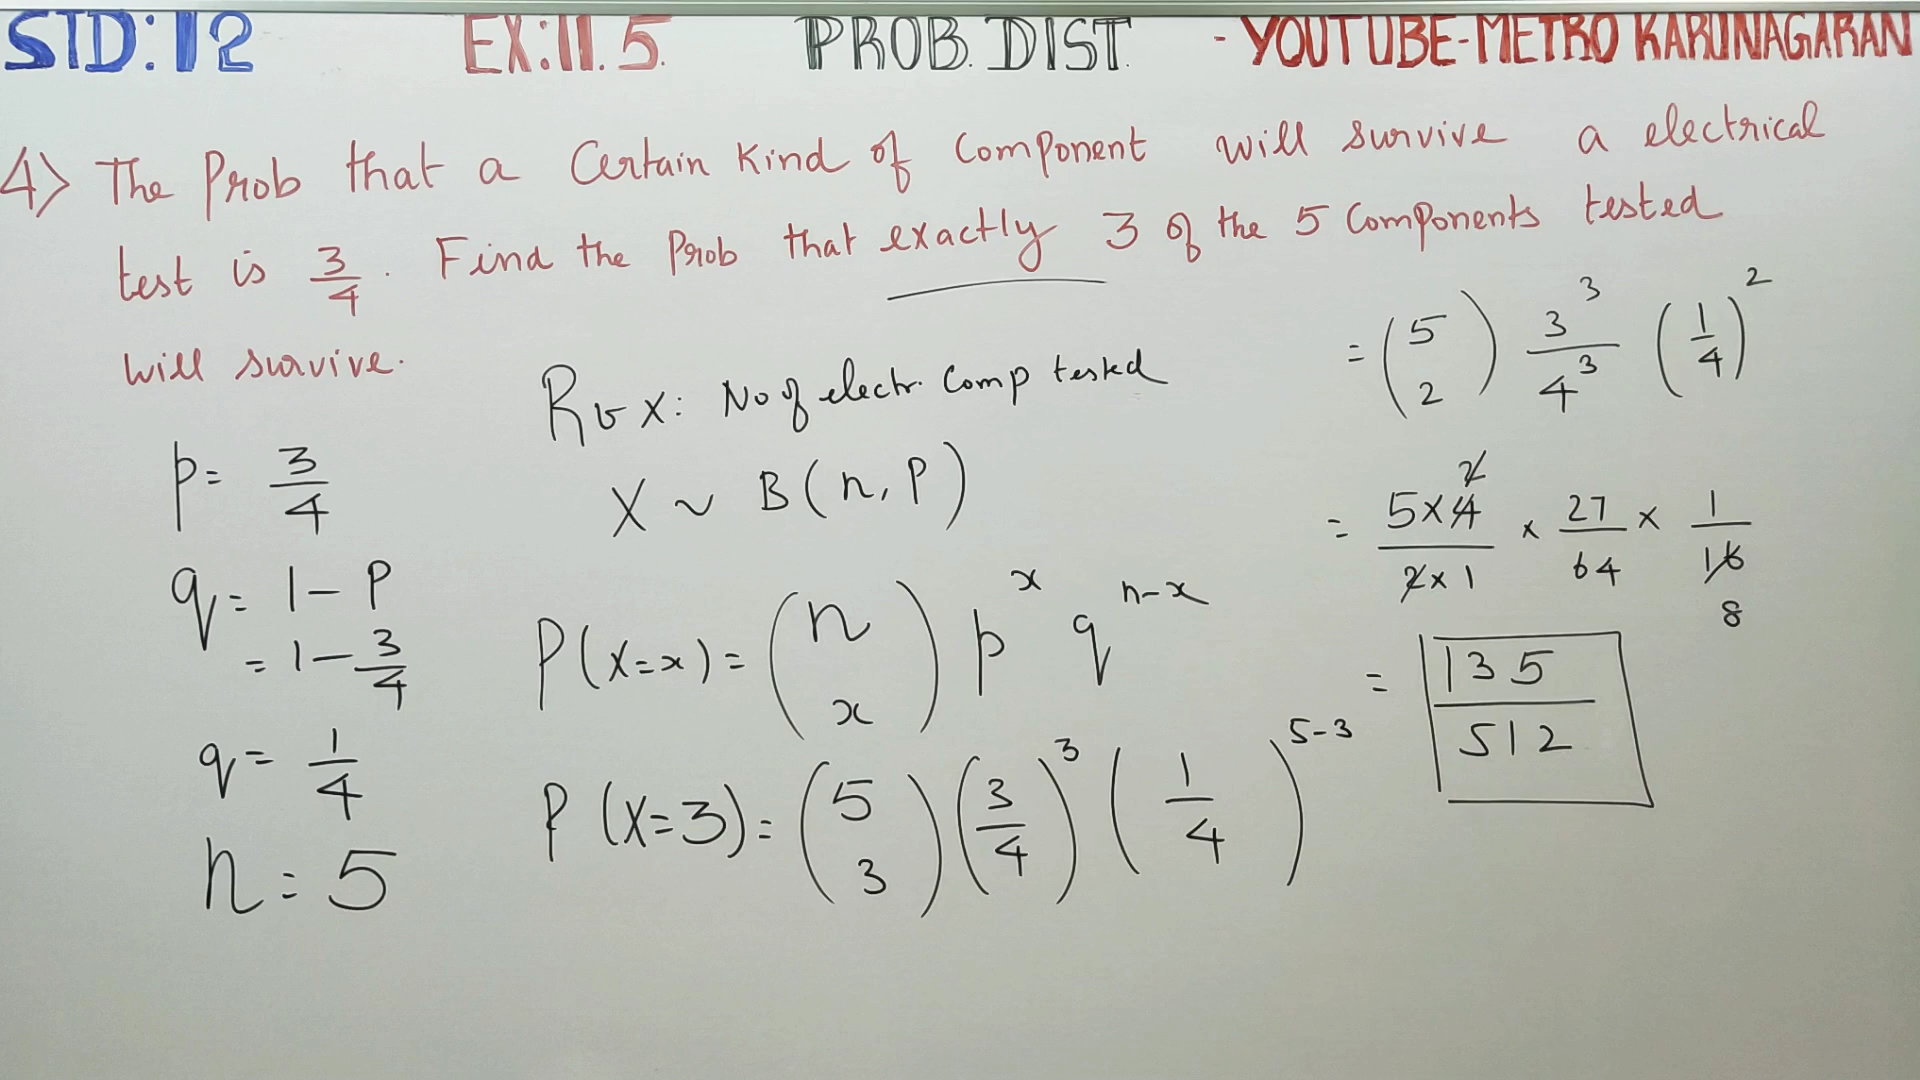 STD:12 EX:11.5. PROB. DIST. - YOUTUBE-METRO KARUNAGARAN
4) The Prob that a Certain Kind of Component will survive a electrical
test is 3/4. Find the Prob that exactly 3 of the 5 Components tested
will survive.
RvX: No of electr. Comp tested
X ~ B(n, P)
p = 3/4
q = 1 - P
= 1 - 3/4
q = 1/4
n = 5
P(X=x) = (n x) p^x q^n-x
P(X=3) = (5 3) (3/4)^3 (1/4)^5-3
= (5 2) 3^3/4^3 (1/4)^2
= 5x4/2x1 x 27/64 x 1/16
2
8
= 135/512